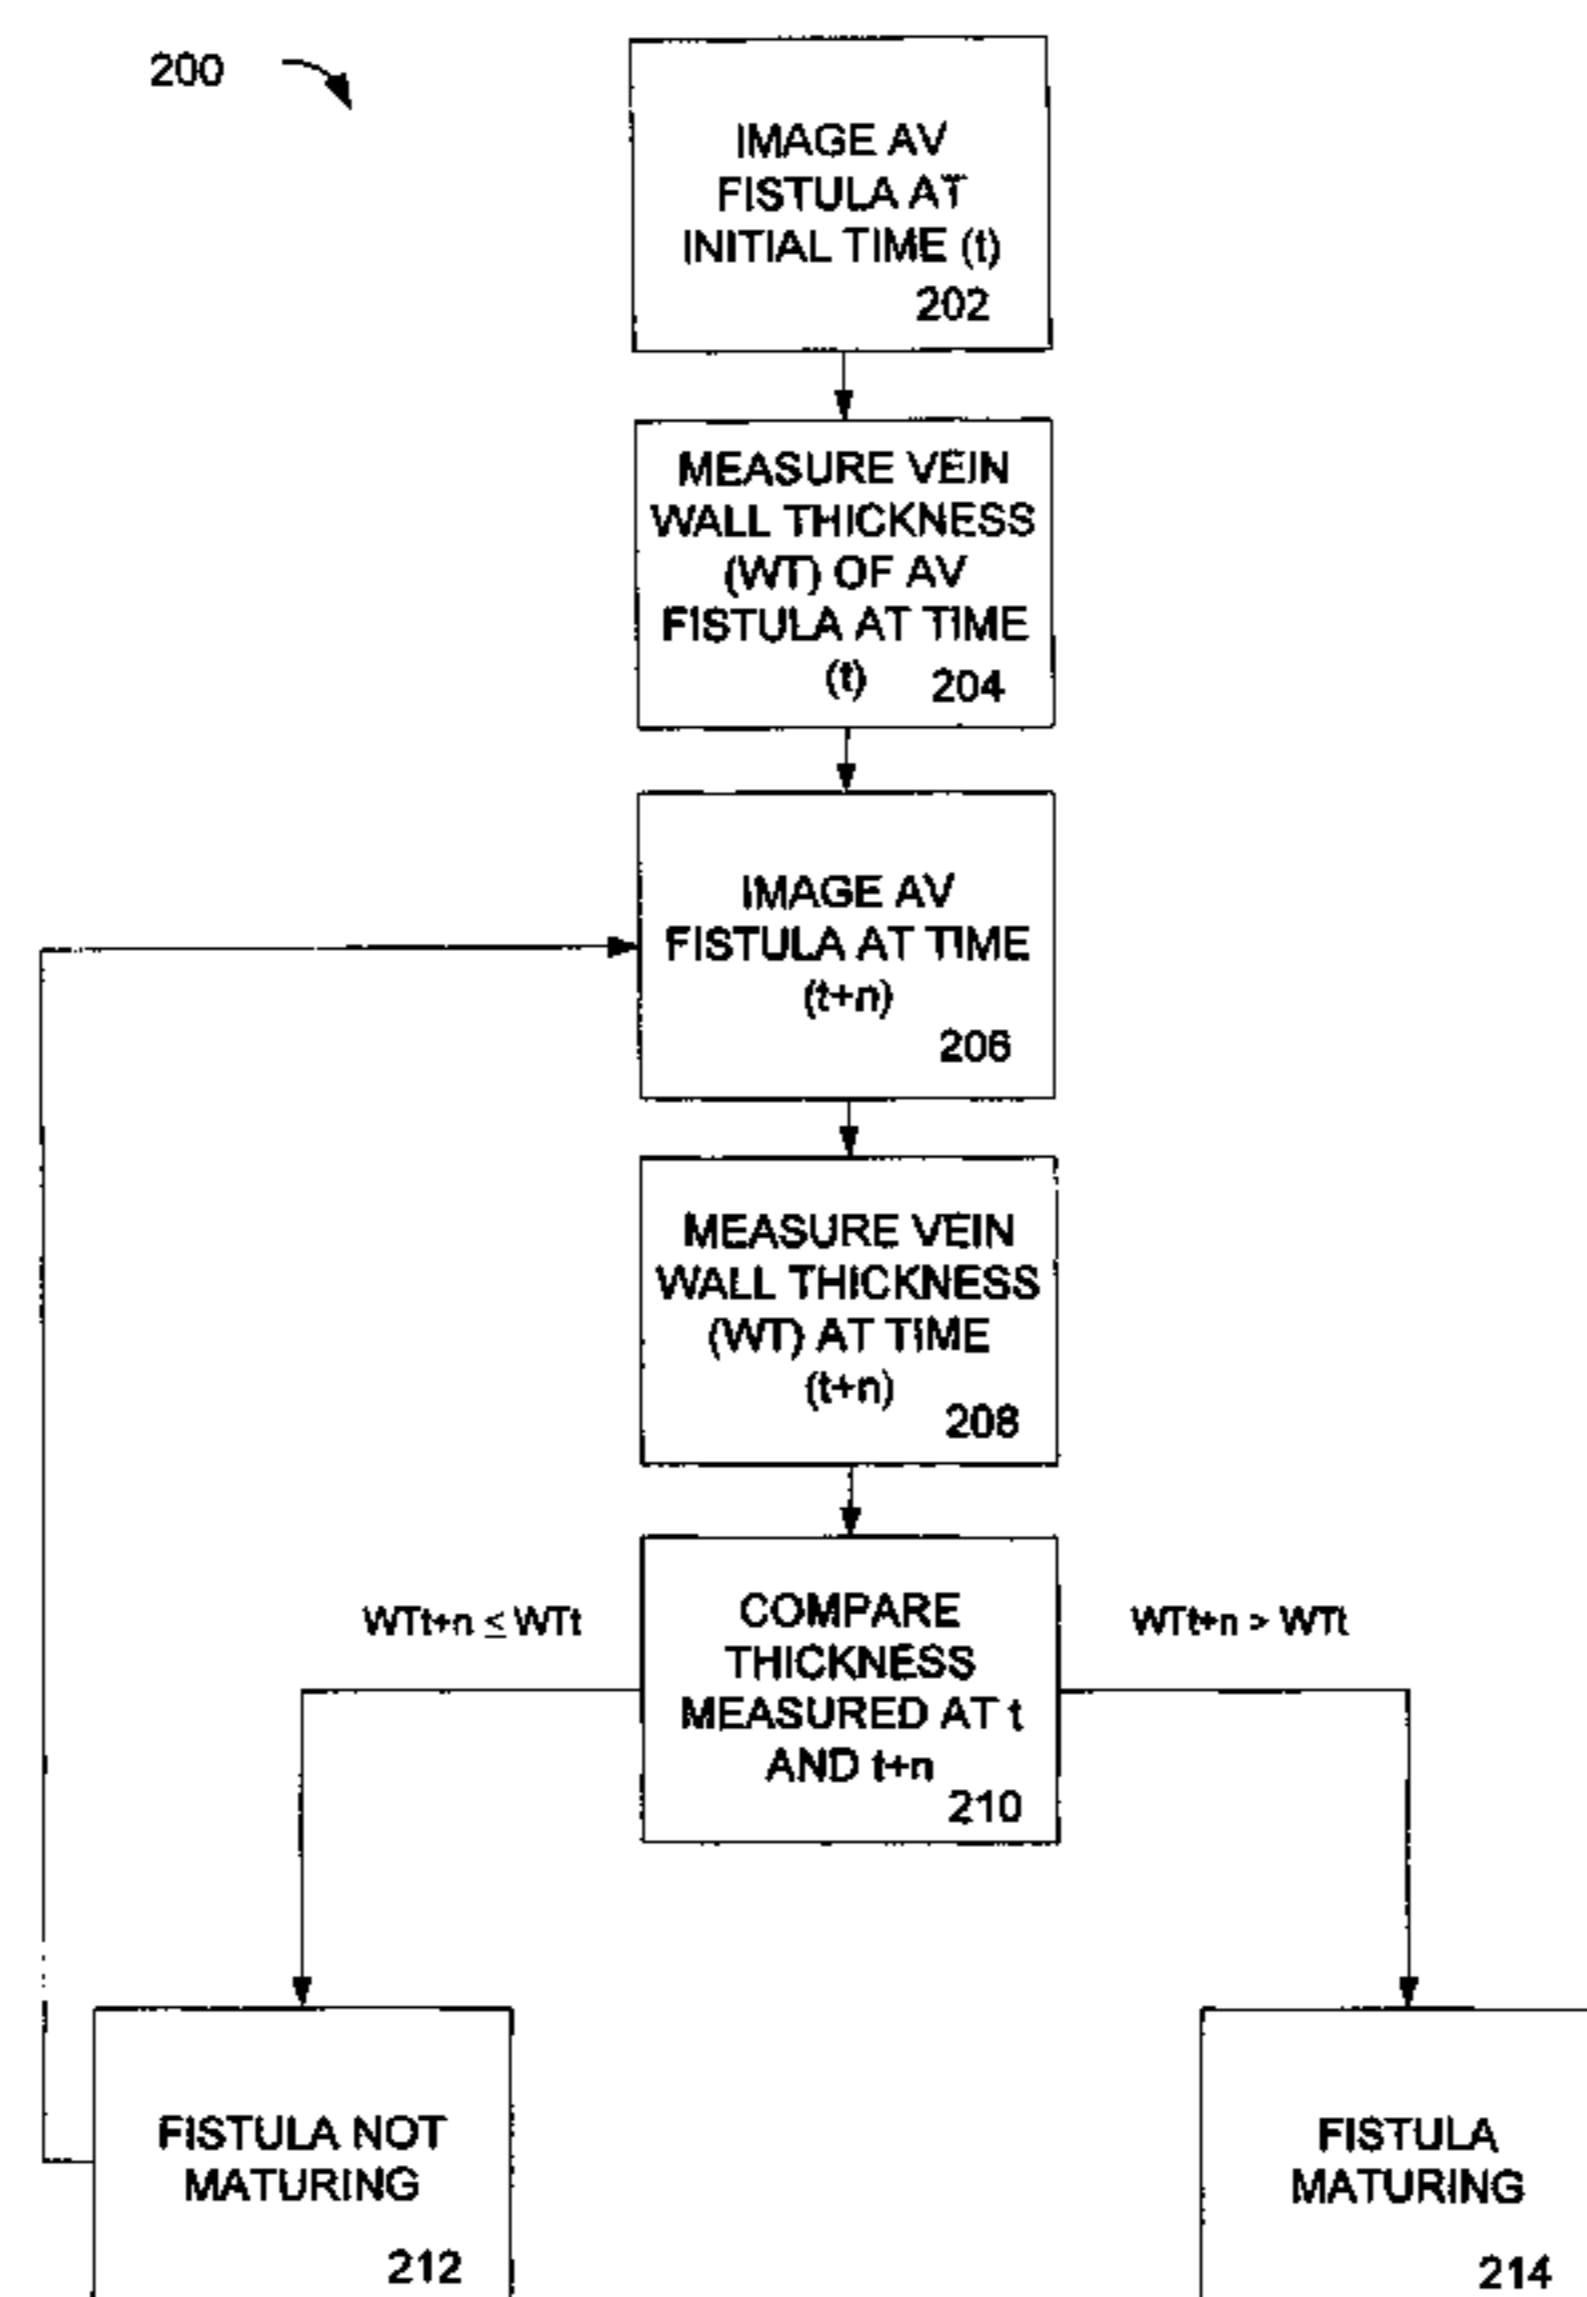 200
IMAGE AV
FISTULA AT
INITIAL TIME (t)
202
MEASURE VEIN
WALL THICKNESS
(WT) OF AV
FISTULA AT TIME
(t) 204
IMAGE AV
FISTULA AT TIME
(t+n)
206
MEASURE VEIN
WALL THICKNESS
(WT) AT TIME
(t+n)
208
WTt+n ≤ WTt
COMPARE
THICKNESS
MEASURED AT t
AND t+n
210
WTt+n > WTt
FISTULA NOT
MATURING
212
FISTULA
MATURING
214